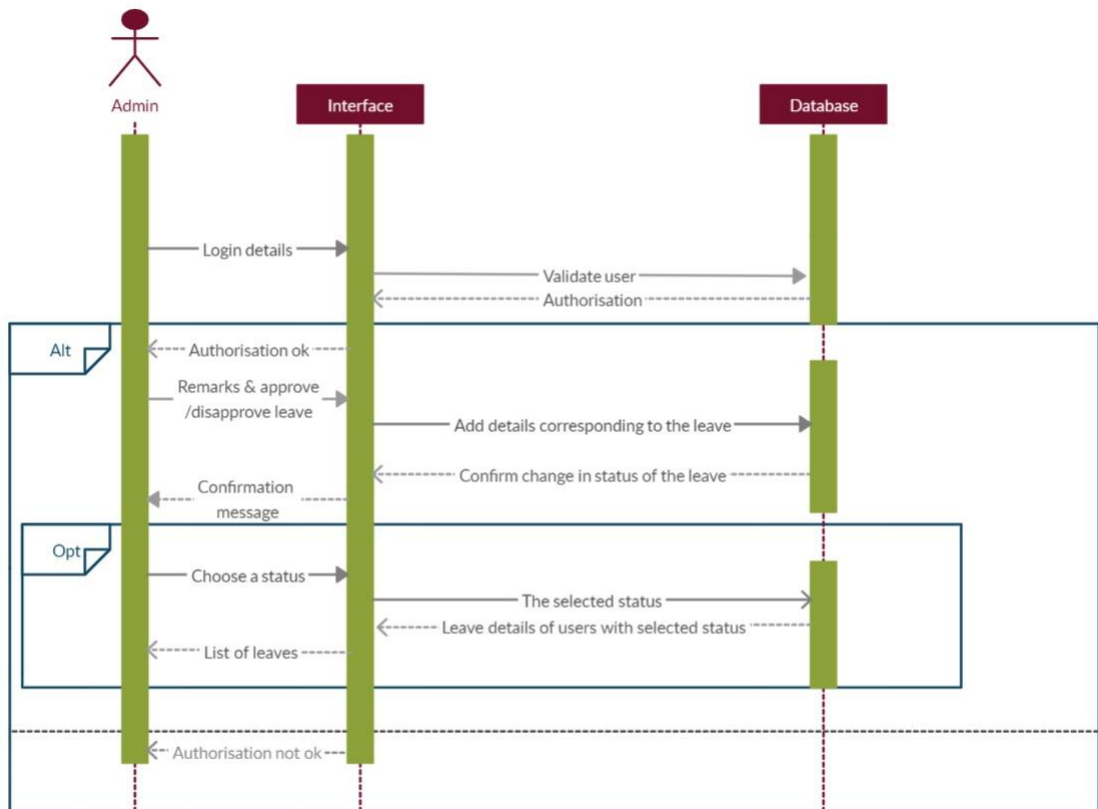 Admin
Interface
Database
Login details
Validate user
Authorisation
Alt
Authorisation ok
Remarks & approve
/disapprove leave
Add details corresponding to the leave
Confirm change in status of the leave
Confirmation
message
Opt
Choose a status
The selected status
Leave details of users with selected status
List of leaves
Authorisation not ok